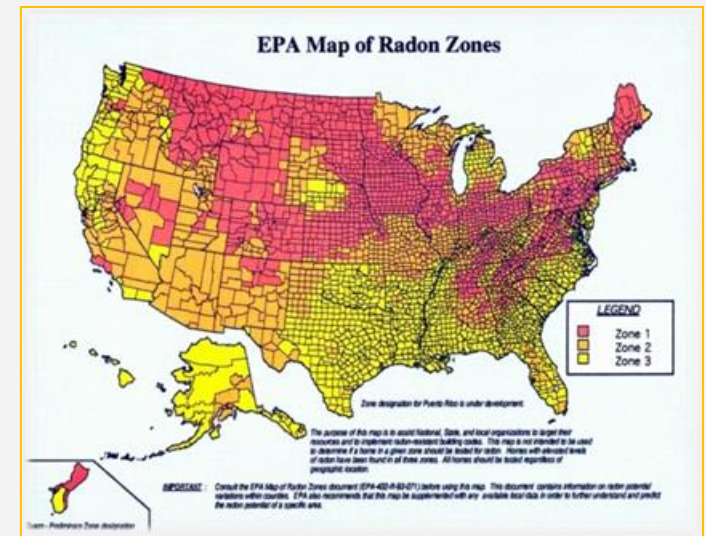 EPA Map of Radon Zones
LEGEND
Zone 1
Zone 2
Zone 3
Zone designation for Puerto Rico is under development.
The purpose of this map is to assist National, State, and local organizations to target their
resources and to implement radon-resistant building codes. This map is not intended to be used
to determine if a home in a given zone should be tested for radon. Homes with elevated levels
of radon have been found in all three zones. All homes should be tested regardless of
geographic location.
IMPORTANT: Consult the EPA Map of Radon Zones document (EPA-402-R-93-071) before using this map. This document contains information on radon potential
variations within counties. EPA also recommends that this map be supplemented with any available local data in order to further understand and predict
the radon potential of a specific area.
Guam - Preliminary Zone designation